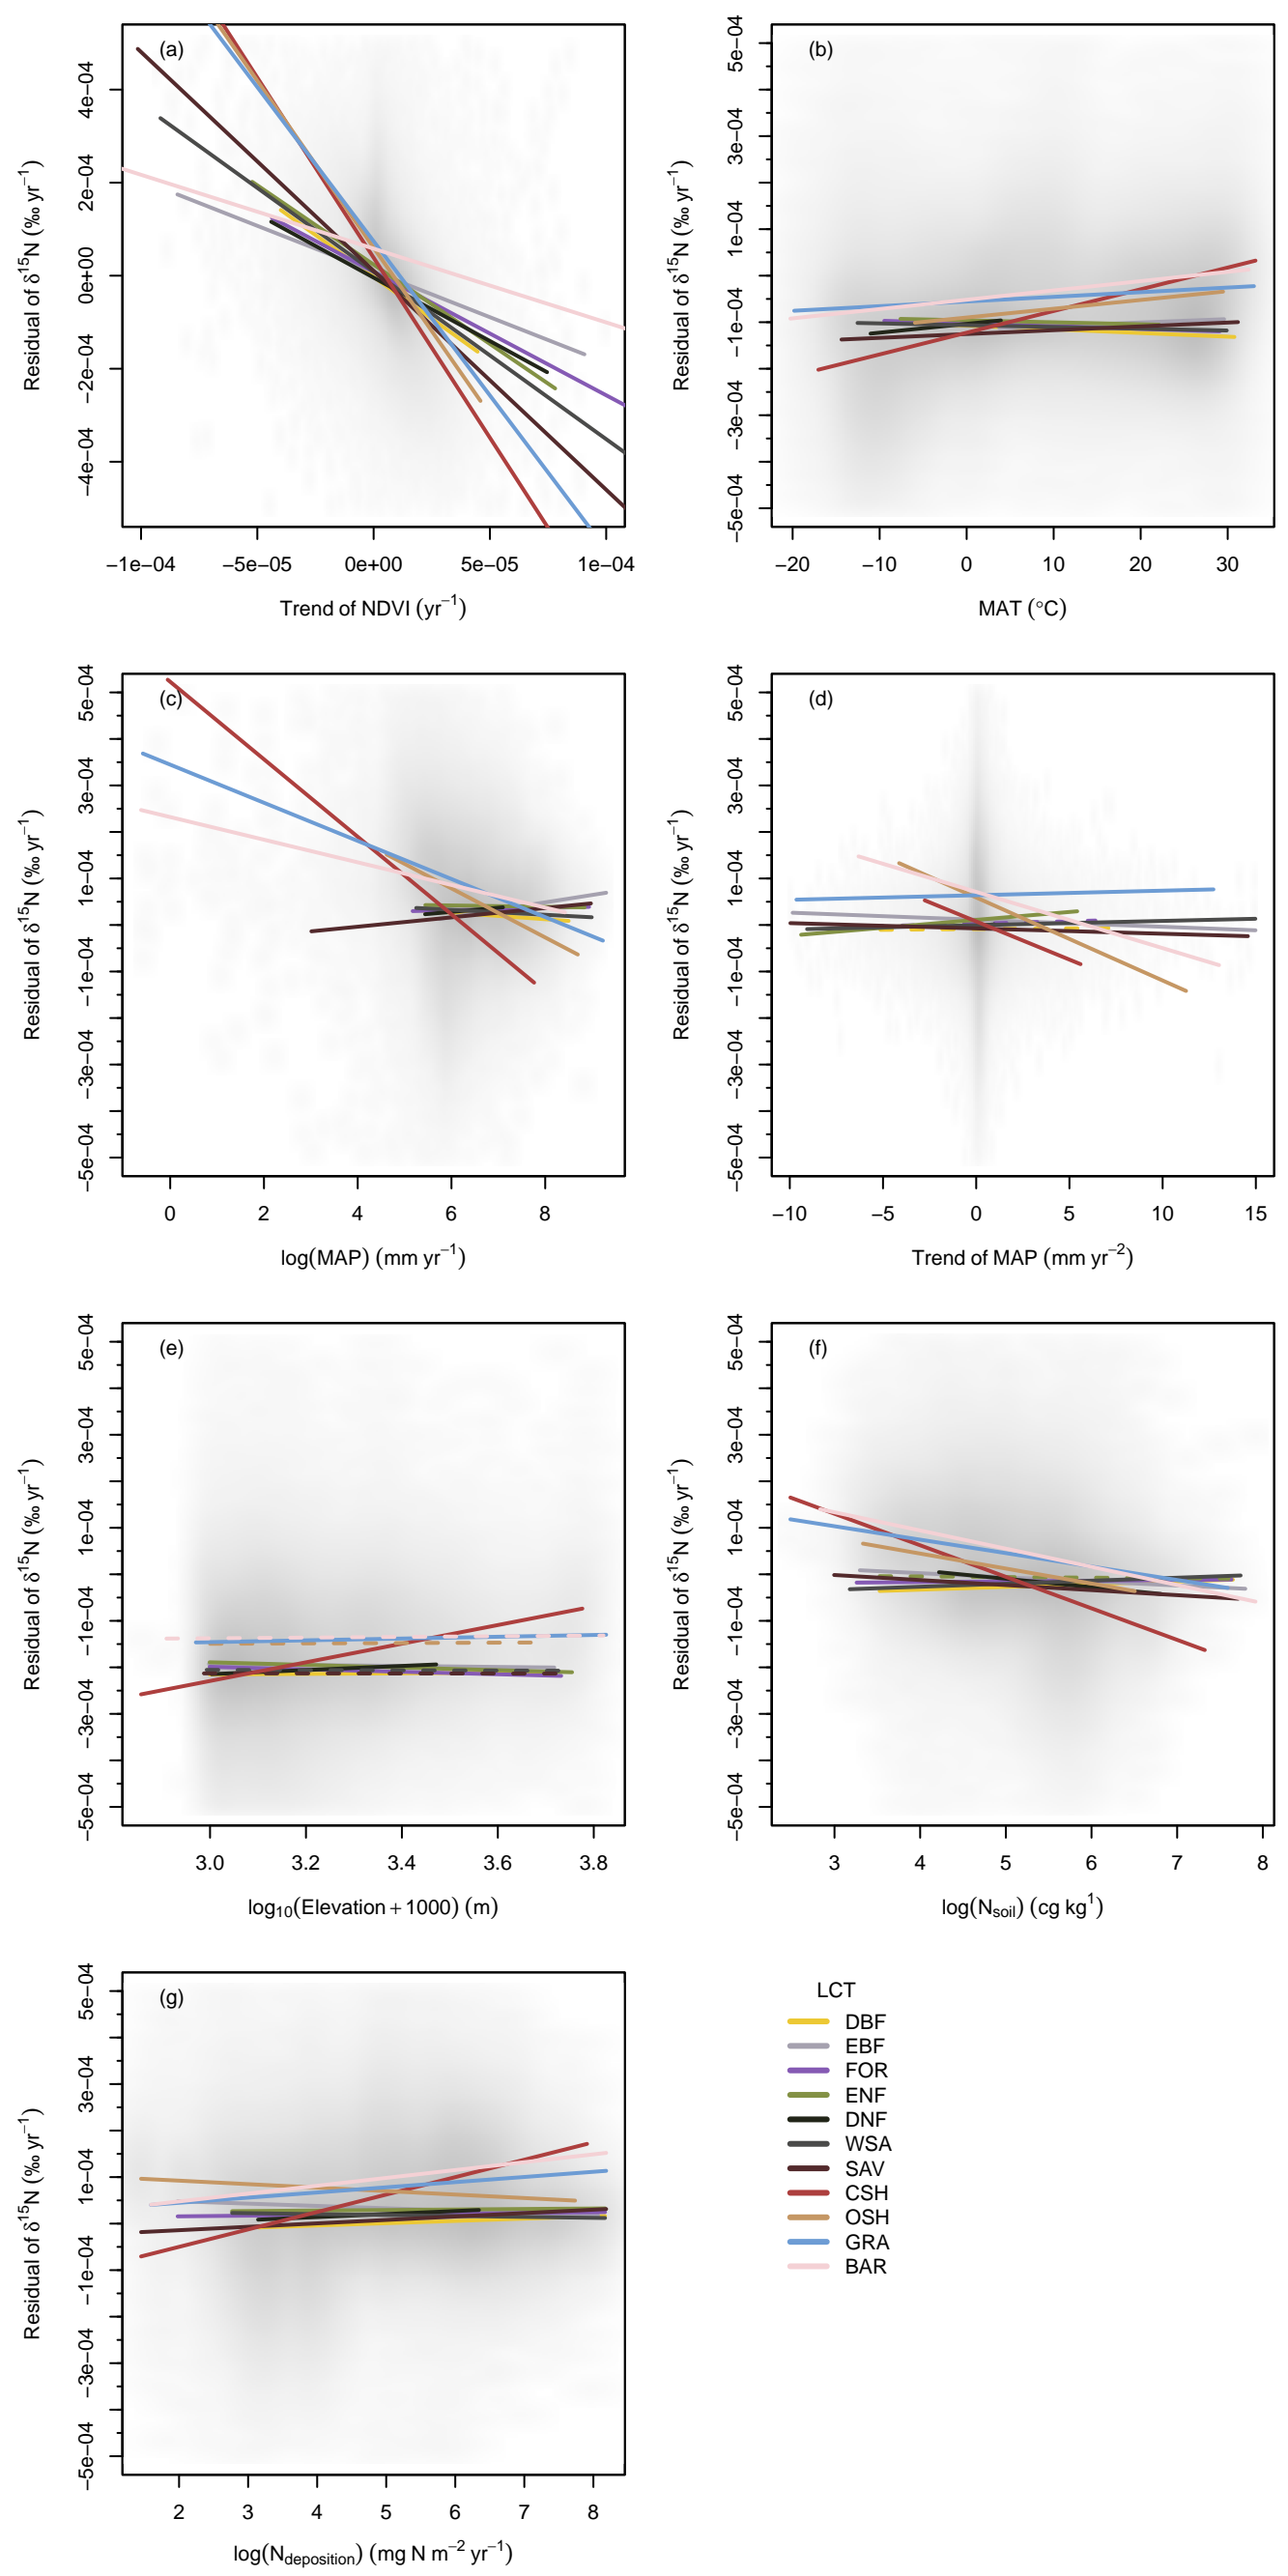 (a)
4e−04
2e−04
0e+00
−2e−04
−4e−04
Residual of δ¹⁵N (‰ yr⁻¹)
−1e−04 −5e−05 0e+00 5e−05 1e−04
Trend of NDVI (yr⁻¹)
(b)
5e−04
3e−04
1e−04
−1e−04
−3e−04
−5e−04
Residual of δ¹⁵N (‰ yr⁻¹)
−20 −10 0 10 20 30
MAT (°C)
(c)
5e−04
3e−04
1e−04
−1e−04
−3e−04
−5e−04
Residual of δ¹⁵N (‰ yr⁻¹)
0 2 4 6 8
log(MAP) (mm yr⁻¹)
(d)
5e−04
3e−04
1e−04
−1e−04
−3e−04
−5e−04
Residual of δ¹⁵N (‰ yr⁻¹)
−10 −5 0 5 10 15
Trend of MAP (mm yr⁻²)
(e)
5e−04
3e−04
1e−04
−1e−04
−3e−04
−5e−04
Residual of δ¹⁵N (‰ yr⁻¹)
3.0 3.2 3.4 3.6 3.8
log₁₀(Elevation + 1000) (m)
(f)
5e−04
3e−04
1e−04
−1e−04
−3e−04
−5e−04
Residual of δ¹⁵N (‰ yr⁻¹)
3 4 5 6 7 8
log(Nsoil) (cg kg¹)
(g)
5e−04
3e−04
1e−04
−1e−04
−3e−04
−5e−04
Residual of δ¹⁵N (‰ yr⁻¹)
2 3 4 5 6 7 8
log(Ndeposition) (mg N m⁻² yr⁻¹)
LCT
DBF
EBF
FOR
ENF
DNF
WSA
SAV
CSH
OSH
GRA
BAR